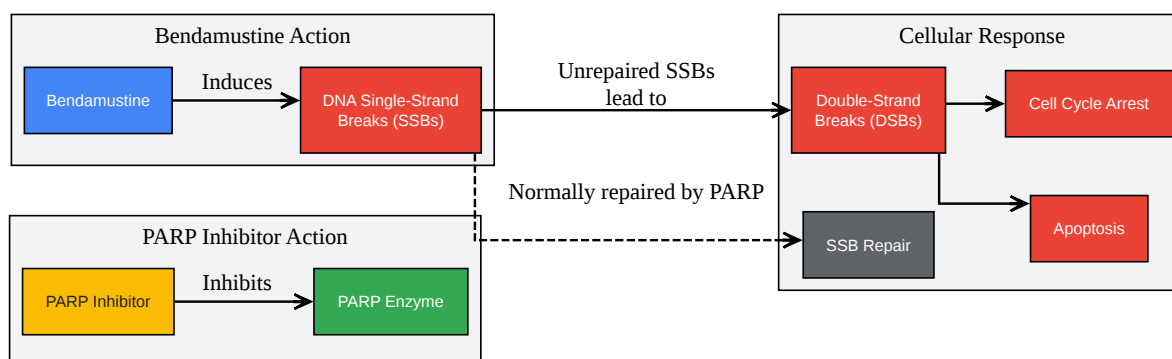 Bendamustine Action
Bendamustine
Induces
DNA Single-Strand
Breaks (SSBs)
Unrepaired SSBs
lead to
Cellular Response
Double-Strand
Breaks (DSBs)
Cell Cycle Arrest
Normally repaired by PARP
SSB Repair
Apoptosis
PARP Inhibitor Action
PARP Inhibitor
Inhibits
PARP Enzyme